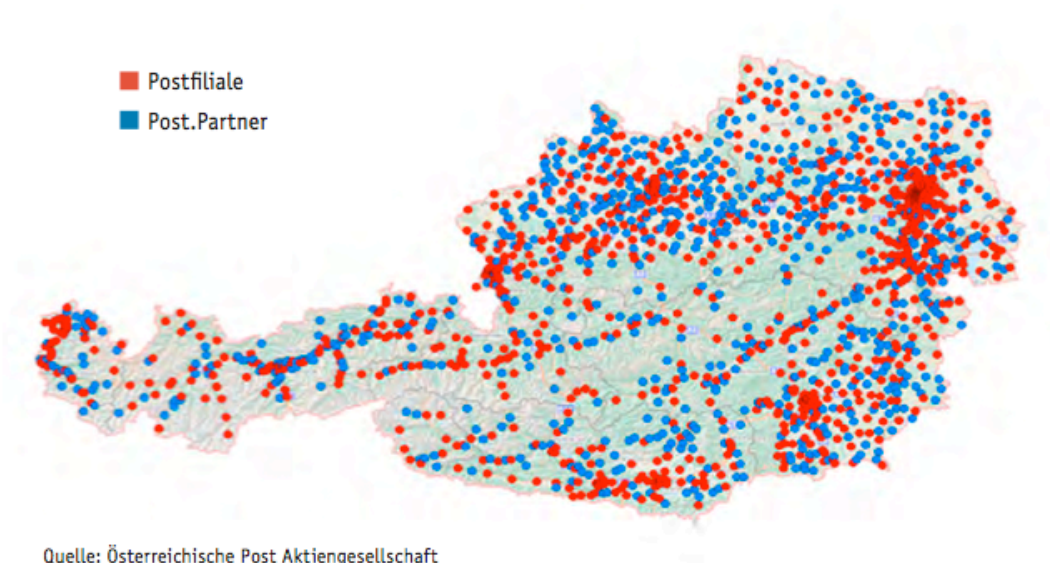 Postfiliale
Post.Partner
Quelle: Österreichische Post Aktiengesellschaft